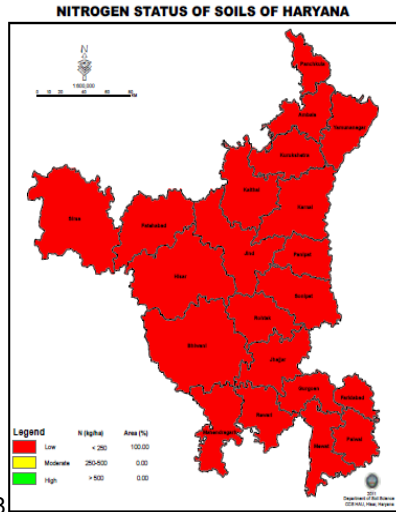 NITROGEN STATUS OF SOILS OF HARYANA
N
1:600,000
Panchkula
Ambala
Yamunanagar
Kurukshetra
Kaithal
Karnal
Sirsa
Fatehabad
Jind
Panipat
Hisar
Sonipat
Rohtak
Bhiwani
Jhajjar
Gurgaon
Faridabad
Rewari
Mahendragarh
Mewat
Palwal
Legend N (kg/ha) Area (%)
Low < 250 100.00
Moderate 250-500 0.00
High > 500 0.00
Department of Soil Science
CCS HAU, Hisar, Haryana